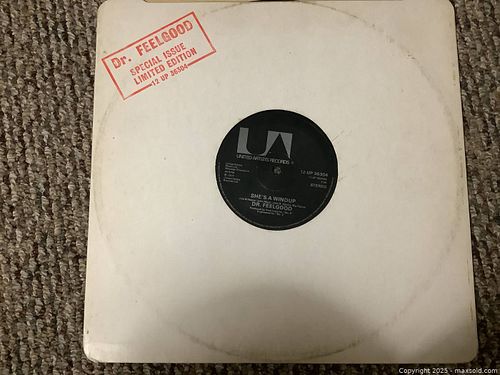 Dr. FEELGOOD
SPECIAL ISSUE
LIMITED EDITION
12 UP 36304
UA
UNITED ARTISTS RECORDS
12 UP 36304
STEREO
SHE'S A WINDUP
DR. FEELGOOD
Copyright 2025 - maxsold.com